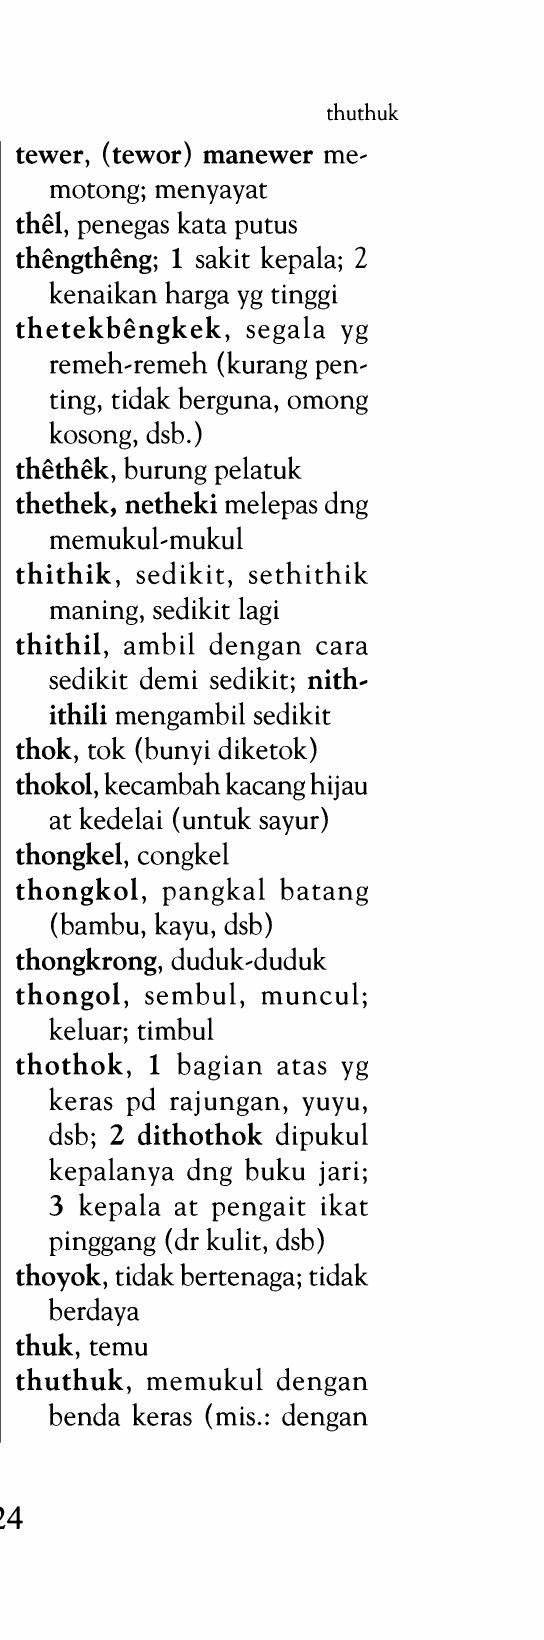 thuthuk
tewer, (tewor) manewer me-
motong; menyayat
thêl, penegas kata putus
thêngthêng; 1 sakit kepala; 2
kenaikan harga yg tinggi
thetekbêngkek, segala yg
remeh-remeh (kurang pen-
ting, tidak berguna, omong
kosong, dsb.)
thêthêk, burung pelatuk
thethek, netheki melepas dng
memukul-mukul
thithik, sedikit, sethithik
maning, sedikit lagi
thithil, ambil dengan cara
sedikit demi sedikit; nith-
ithili mengambil sedikit
thok, tok (bunyi diketok)
thokol, kecambah kacang hijau
at kedelai (untuk sayur)
thongkel, congkel
thongkol, pangkal batang
(bambu, kayu, dsb)
thongkrong, duduk-duduk
thongol, sembul, muncul;
keluar; timbul
thothok, 1 bagian atas yg
keras pd rajungan, yuyu,
dsb; 2 dithothok dipukul
kepalanya dng buku jari;
3 kepala at pengait ikat
pinggang (dr kulit, dsb)
thoyok, tidak bertenaga; tidak
berdaya
thuk, temu
thuthuk, memukul dengan
benda keras (mis.: dengan
24